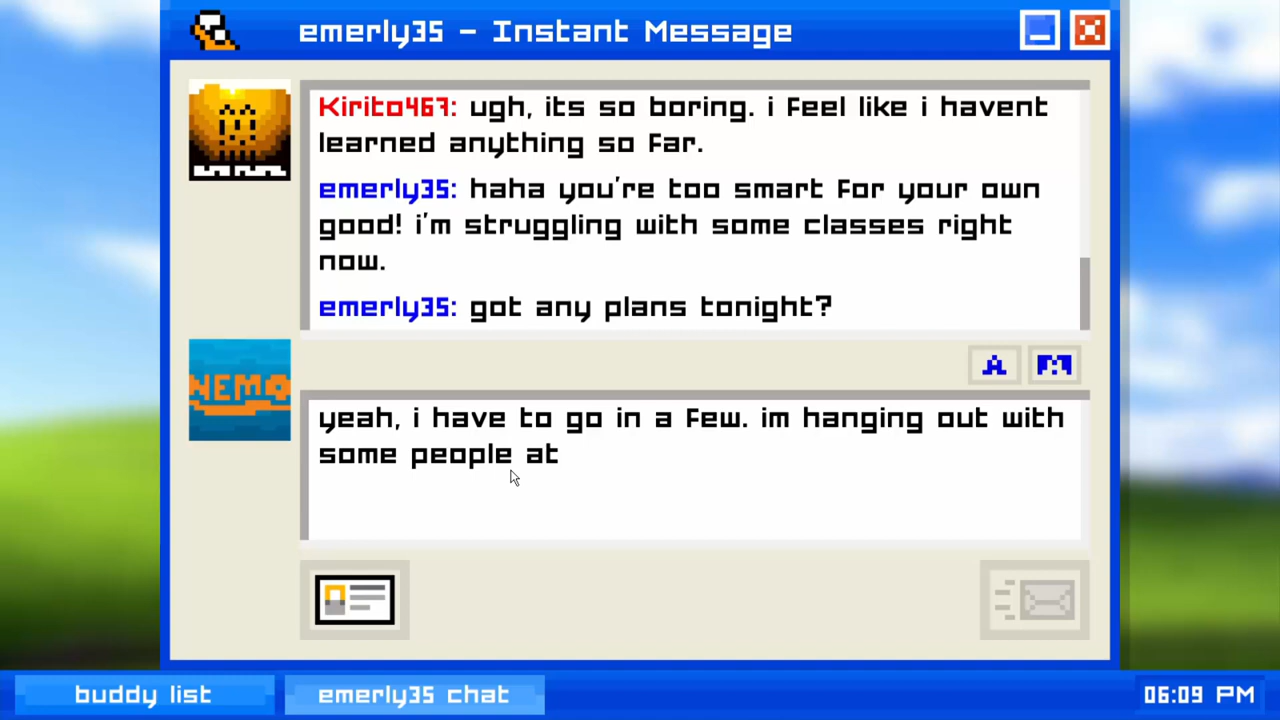 emerly35 - Instant Message
Kirito467: ugh, its so boring. i feel like i havent
learned anything so far.
emerly35: haha you're too smart for your own
good! i'm struggling with some classes right
now.
emerly35: got any plans tonight?
NEMO
A
yeah, i have to go in a few. im hanging out with
some people at
buddy list
emerly35 chat
06:09 PM